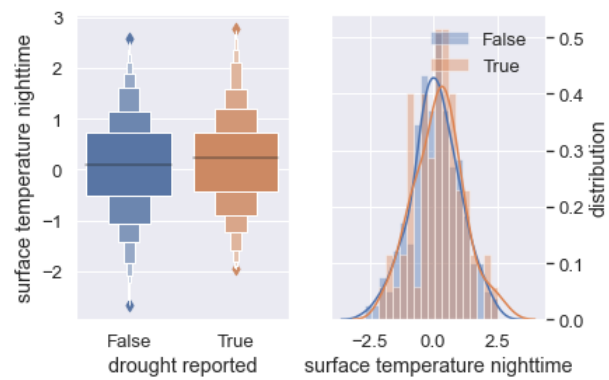 surface temperature nighttime
3
2
1
0
−1
−2
False
True
drought reported
False
True
0.5
0.4
0.3
0.2
0.1
0.0
distribution
−2.5
0.0
2.5
surface temperature nighttime